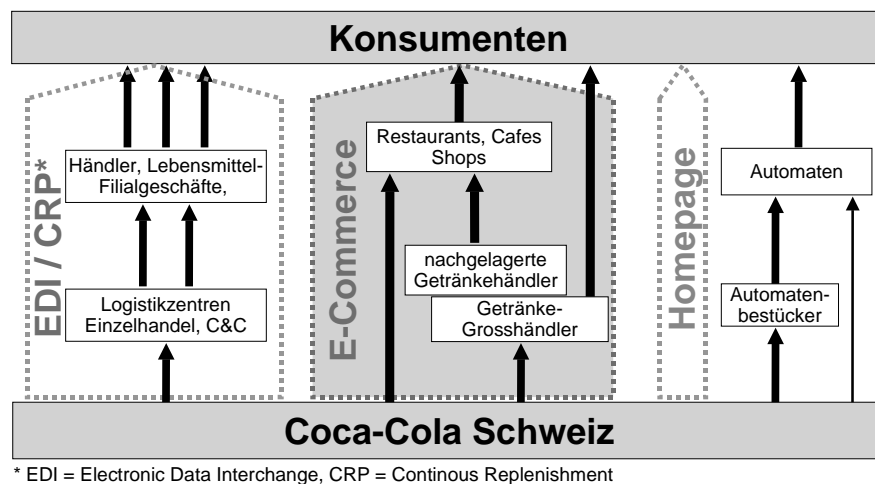 Konsumenten
EDI / CRP*
Händler, Lebensmittel-
Filialgeschäfte,
Logistikzentren
Einzelhandel, C&C
E-Commerce
Restaurants, Cafes
Shops
nachgelagerte
Getränkehändler
Getränke-
Grosshändler
Homepage
Automaten
Automaten-
bestücker
Coca-Cola Schweiz
* EDI = Electronic Data Interchange, CRP = Continous Replenishment